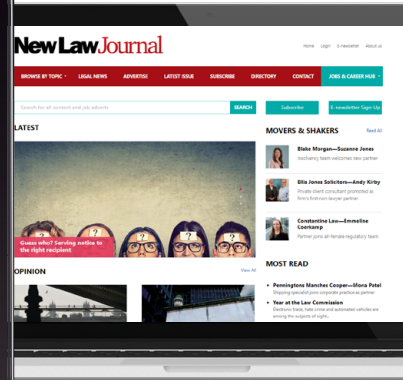 New Law Journal
Home Login E-newsletter About us
BROWSE BY TOPIC LEGAL NEWS ADVERTISE LATEST ISSUE SUBSCRIBE DIRECTORY CONTACT JOBS & CAREER HUB
Search for all content and job adverts SEARCH Subscribe E-newsletter Sign-Up
LATEST
Guess who? Serving notice to
the right recipient
OPINION View All
MOVERS & SHAKERS Read All
Blake Morgan—Suzanne Jones
Insolvency team welcomes new partner
Ellis Jones Solicitors—Andy Kirby
Private client consultant promoted as
firm's first non lawyer partner
Constantine Law—Emmeline
Coerkamp
Partner joins all-female regulatory team
MOST READ
Penningtons Manches Cooper—Mona Patel
Shipping specialist joins corporate practice as partner
Year at the Law Commission
Electronic trade, hate crime and automated vehicles are
among the subjects of sight..